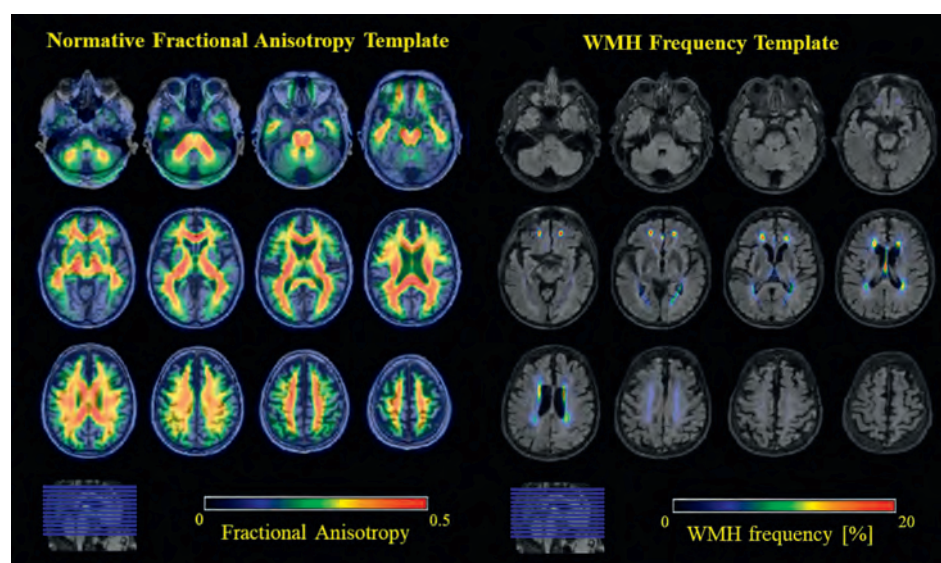 Normative Fractional Anisotropy Template
WMH Frequency Template
0
0.5
Fractional Anisotropy
0
20
WMH frequency [%]